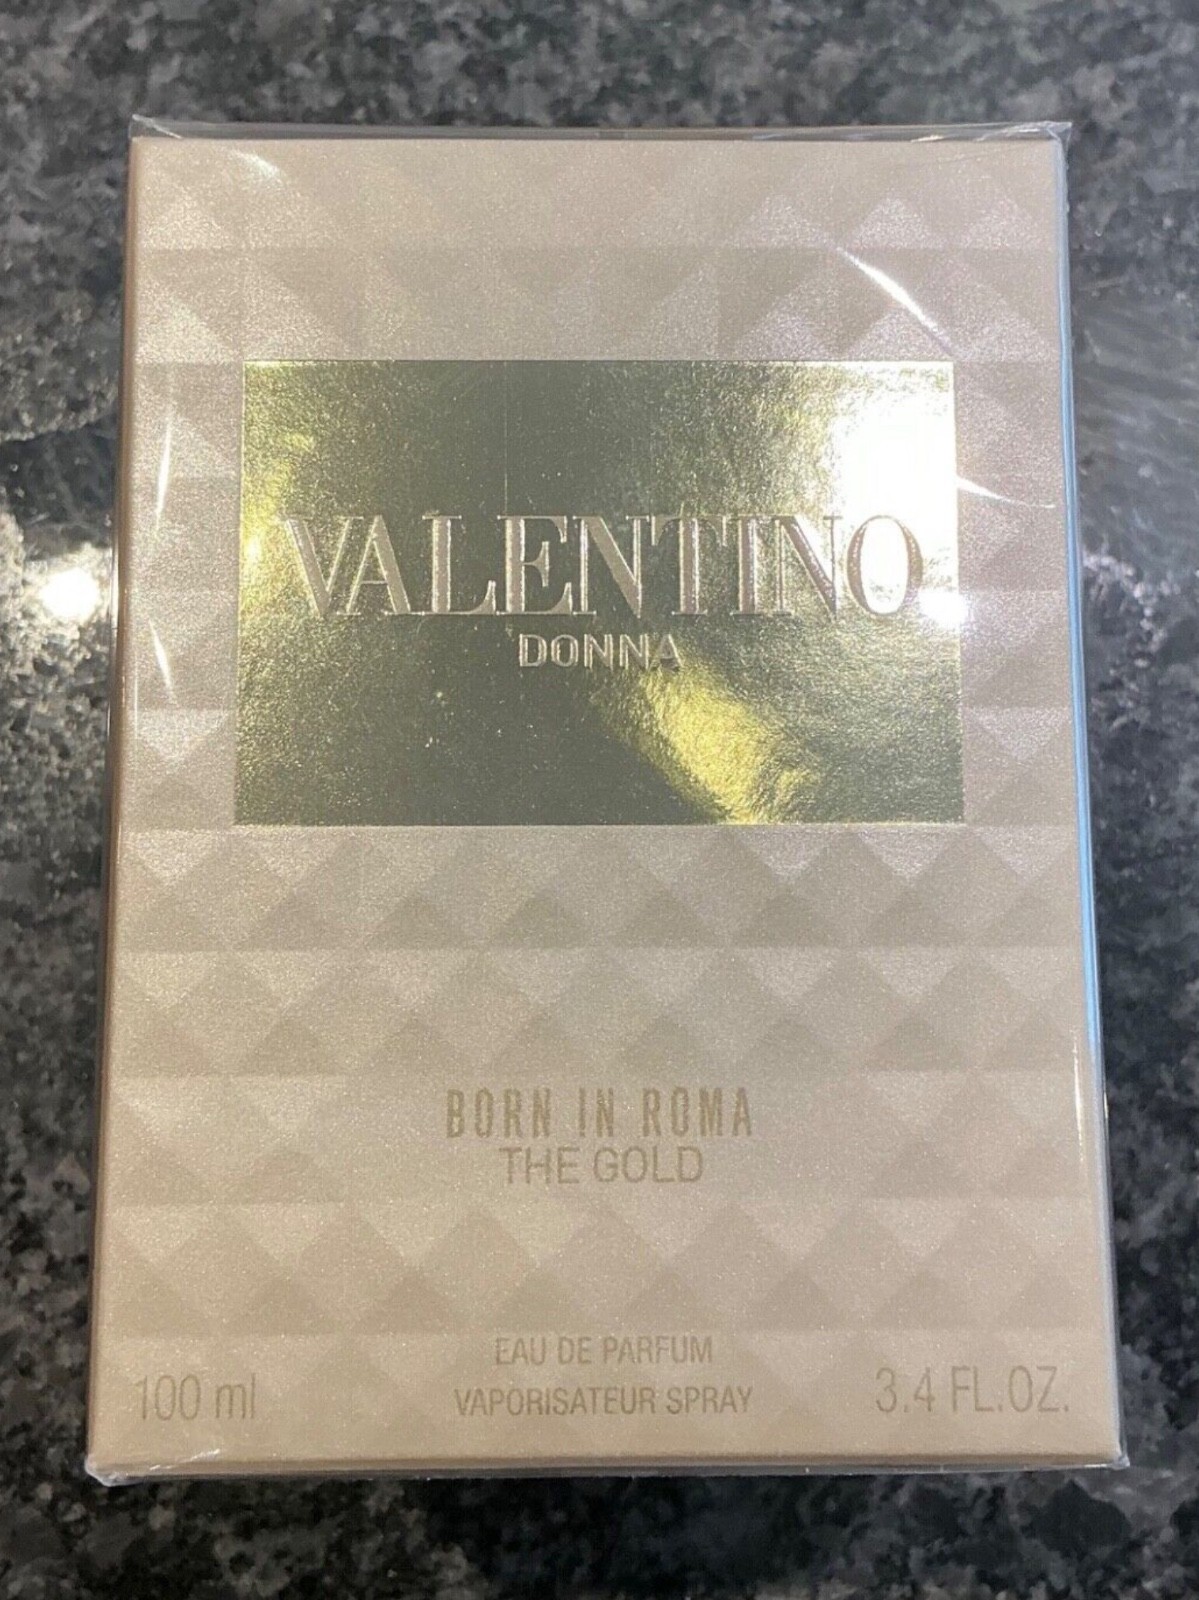 VALENTINO
DONNA
BORN IN ROMA
THE GOLD
EAU DE PARFUM
100 ml VAPORISATEUR SPRAY 3.4 FL.OZ.